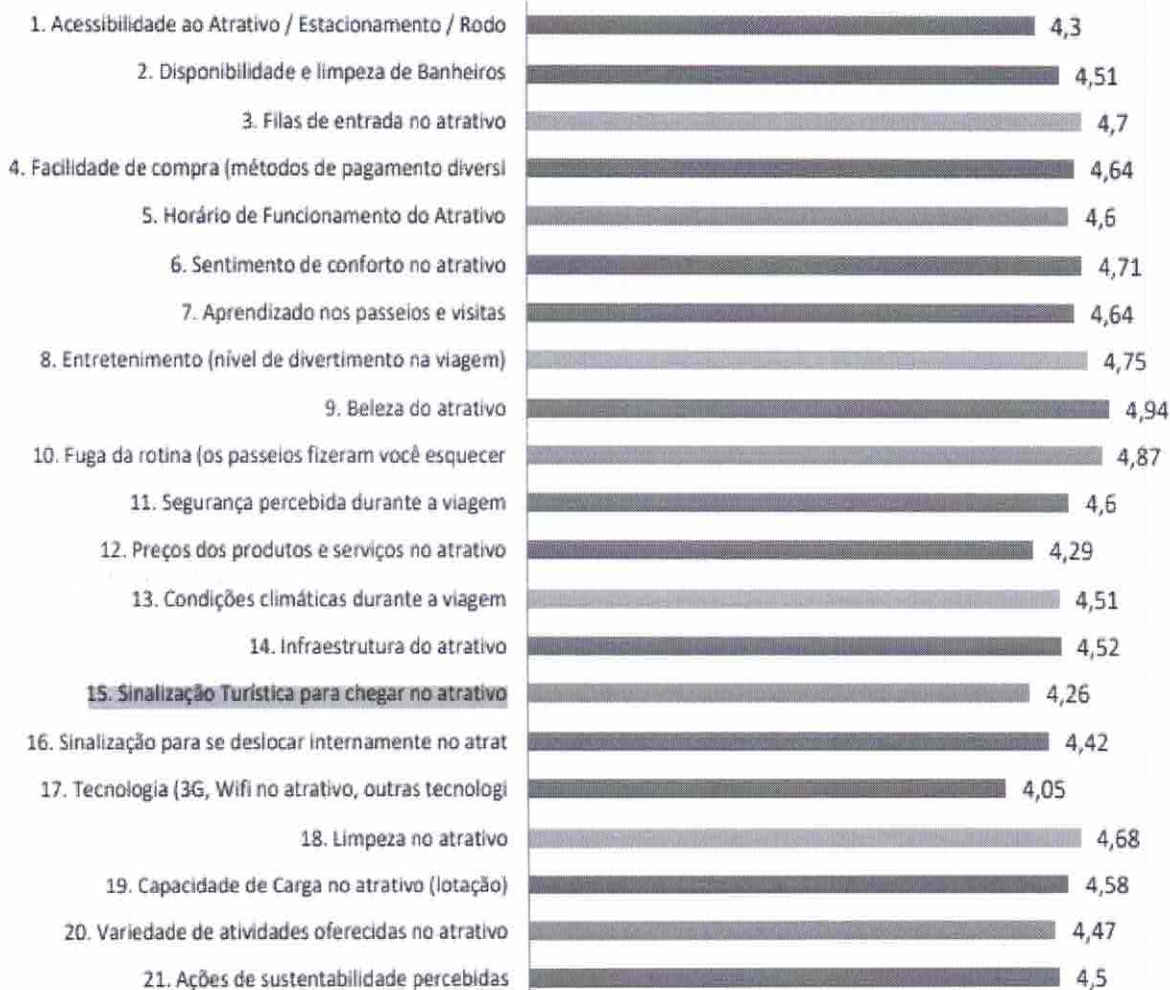 1. Acessibilidade ao Atrativo / Estacionamento / Rodo 4,3
2. Disponibilidade e limpeza de Banheiros 4,51
3. Filas de entrada no atrativo 4,7
4. Facilidade de compra (métodos de pagamento diversi 4,64
5. Horário de Funcionamento do Atrativo 4,6
6. Sentimento de conforto no atrativo 4,71
7. Aprendizado nos passeios e visitas 4,64
8. Entretenimento (nível de divertimento na viagem) 4,75
9. Beleza do atrativo 4,94
10. Fuga da rotina (os passeios fizeram você esquecer 4,87
11. Segurança percebida durante a viagem 4,6
12. Preços dos produtos e serviços no atrativo 4,29
13. Condições climáticas durante a viagem 4,51
14. Infraestrutura do atrativo 4,52
15. Sinalização Turística para chegar no atrativo 4,26
16. Sinalização para se deslocar internamente no atrat 4,42
17. Tecnologia (3G, Wifi no atrativo, outras tecnologi 4,05
18. Limpeza no atrativo 4,68
19. Capacidade de Carga no atrativo (lotação) 4,58
20. Variedade de atividades oferecidas no atrativo 4,47
21. Ações de sustentabilidade percebidas 4,5